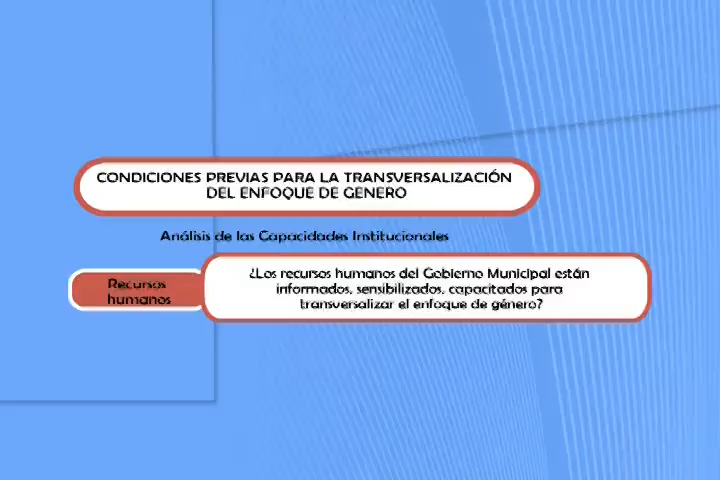 CONDICIONES PREVIAS PARA LA TRANSVERSALIZACIÓN
DEL ENFOQUE DE GENERO
Análisis de las Capacidades Institucionales
Recursos
humanos
¿Los recursos humanos del Gobierno Municipal están
informados, sensibilizados, capacitados para
transversalizar el enfoque de género?